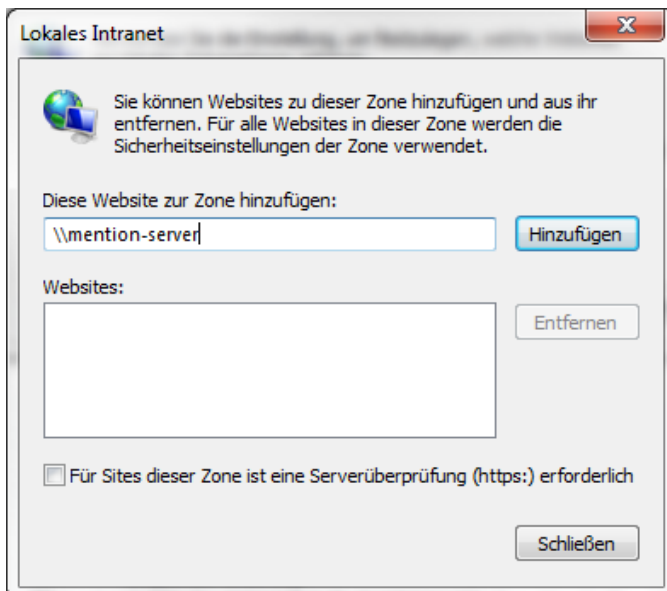 Lokales Intranet
Sie können Websites zu dieser Zone hinzufügen und aus ihr
entfernen. Für alle Websites in dieser Zone werden die
Sicherheitseinstellungen der Zone verwendet.
Diese Website zur Zone hinzufügen:
\\mention-server
Hinzufügen
Websites:
Entfernen
Für Sites dieser Zone ist eine Serverüberprüfung (https:) erforderlich
Schließen